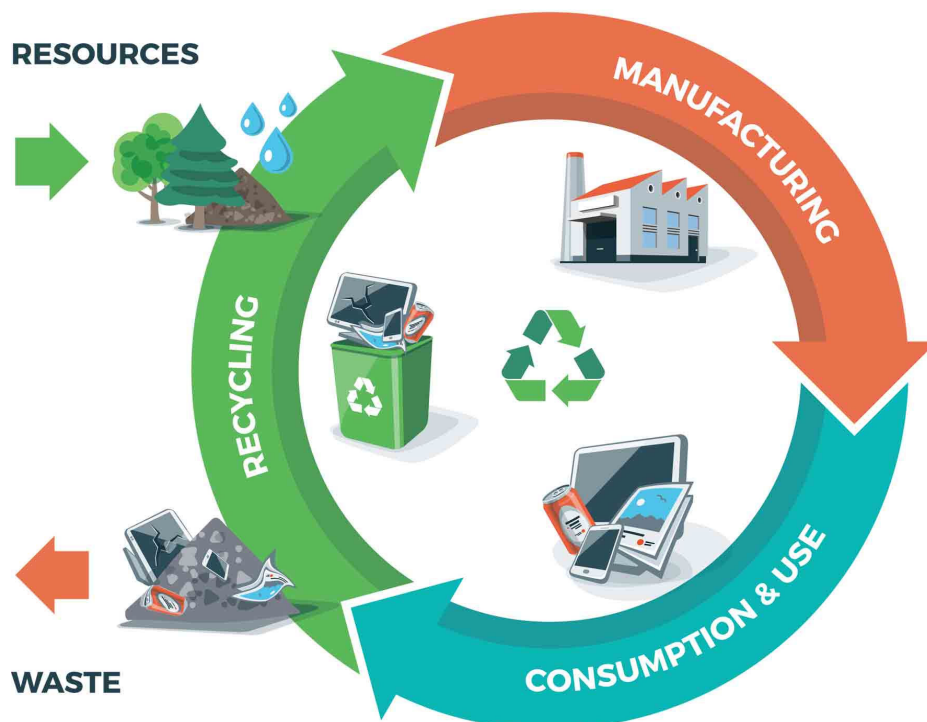 RESOURCES
MANUFACTURING
RECYCLING
CONSUMPTION & USE
WASTE